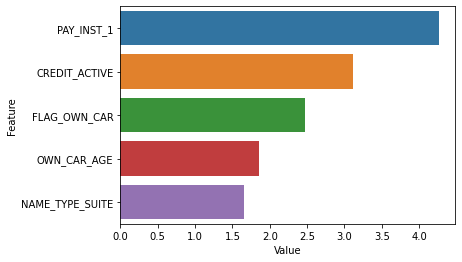 PAY_INST_1
CREDIT_ACTIVE
FLAG_OWN_CAR
OWN_CAR_AGE
NAME_TYPE_SUITE
Feature
0.0 0.5 1.0 1.5 2.0 2.5 3.0 3.5 4.0
Value